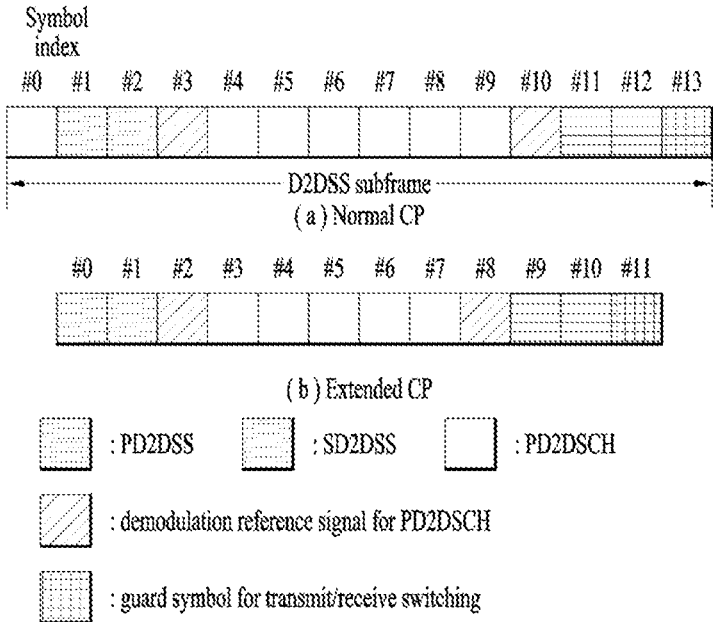 Symbol
index
#0 #1 #2 #3 #4 #5 #6 #7 #8 #9 #10 #11 #12 #13
D2DSS subframe
( a ) Normal CP
#0 #1 #2 #3 #4 #5 #6 #7 #8 #9 #10 #11
( b ) Extended CP
: PD2DSS : SD2DSS : PD2DSCH
: demodulation reference signal for PD2DSCH
: guard symbol for transmit/receive switching